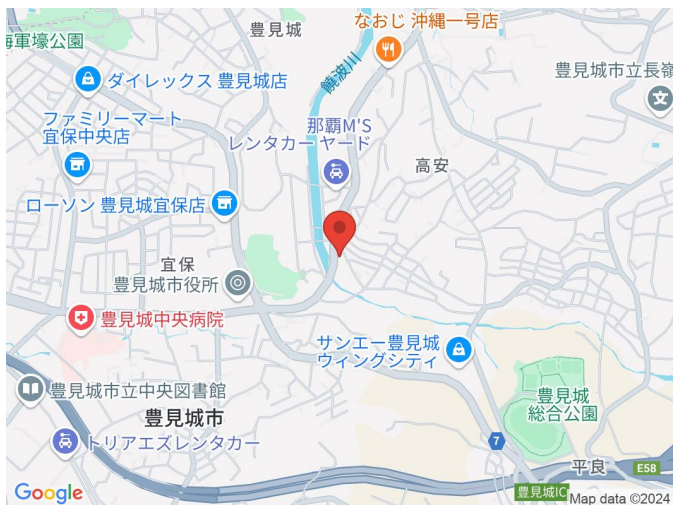 海軍壕公園
豊見城
なおじ 沖縄一号店
饒波川
ダイレックス 豊見城店
豊見城市立長嶺
ファミリーマート
宜保中央店
那覇M'S
レンタカー ヤード
高安
ローソン 豊見城宜保店
宜保
豊見城市役所
豊見城中央病院
サンエー豊見城
ウィングシティ
豊見城市立中央図書館
豊見城
総合公園
豊見城市
トリアエズレンタカー
7
平良
E58
豊見城IC
Google
Map data ©2024